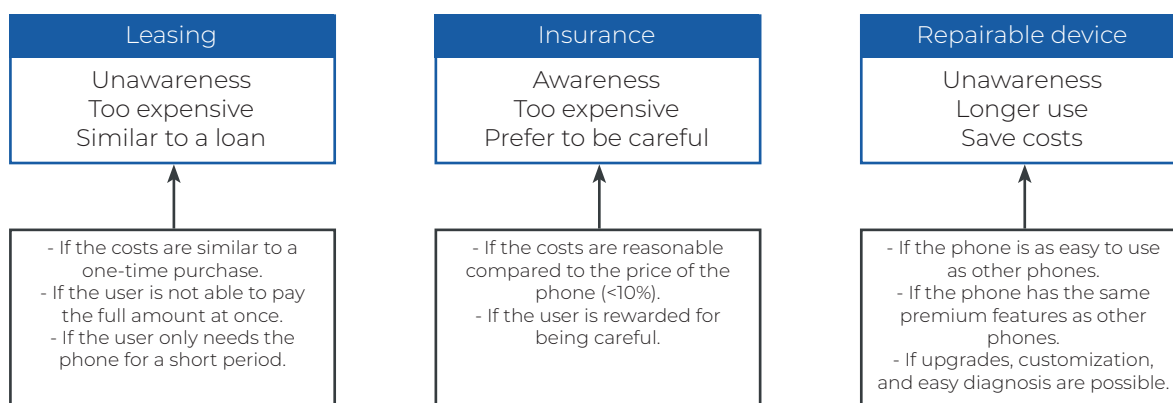 Leasing
Unawareness
Too expensive
Similar to a loan
- If the costs are similar to a
one-time purchase.
- If the user is not able to pay
the full amount at once.
- If the user only needs the
phone for a short period.
Insurance
Awareness
Too expensive
Prefer to be careful
- If the costs are reasonable
compared to the price of the
phone (<10%).
- If the user is rewarded for
being careful.
Repairable device
Unawareness
Longer use
Save costs
- If the phone is as easy to use
as other phones.
- If the phone has the same
premium features as other
phones.
- If upgrades, customization,
and easy diagnosis are possible.